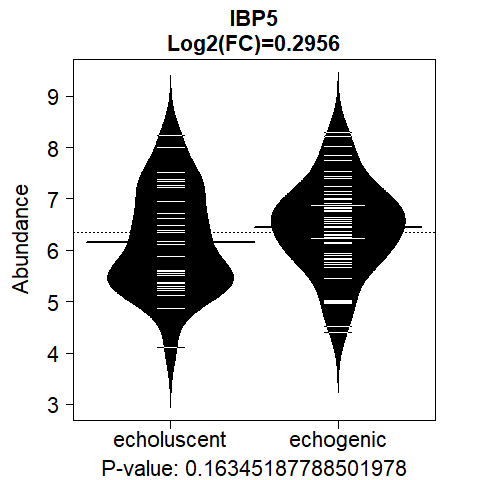 IBP5
Log2(FC)=0.2956
Abundance
9
8
7
6
5
4
3
echoluscent echogenic
P-value: 0.16345187788501978